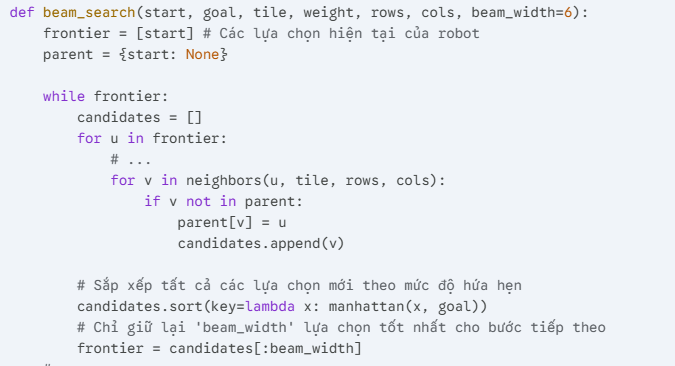 def beam_search(start, goal, tile, weight, rows, cols, beam_width=6):
    frontier = [start] # Các lựa chọn hiện tại của robot
    parent = {start: None}

    while frontier:
        candidates = []
        for u in frontier:
            # ...
            for v in neighbors(u, tile, rows, cols):
                if v not in parent:
                    parent[v] = u
                    candidates.append(v)

        # Sắp xếp tất cả các lựa chọn mới theo mức độ hứa hẹn
        candidates.sort(key=lambda x: manhattan(x, goal))
        # Chỉ giữ lại 'beam_width' lựa chọn tốt nhất cho bước tiếp theo
        frontier = candidates[:beam_width]